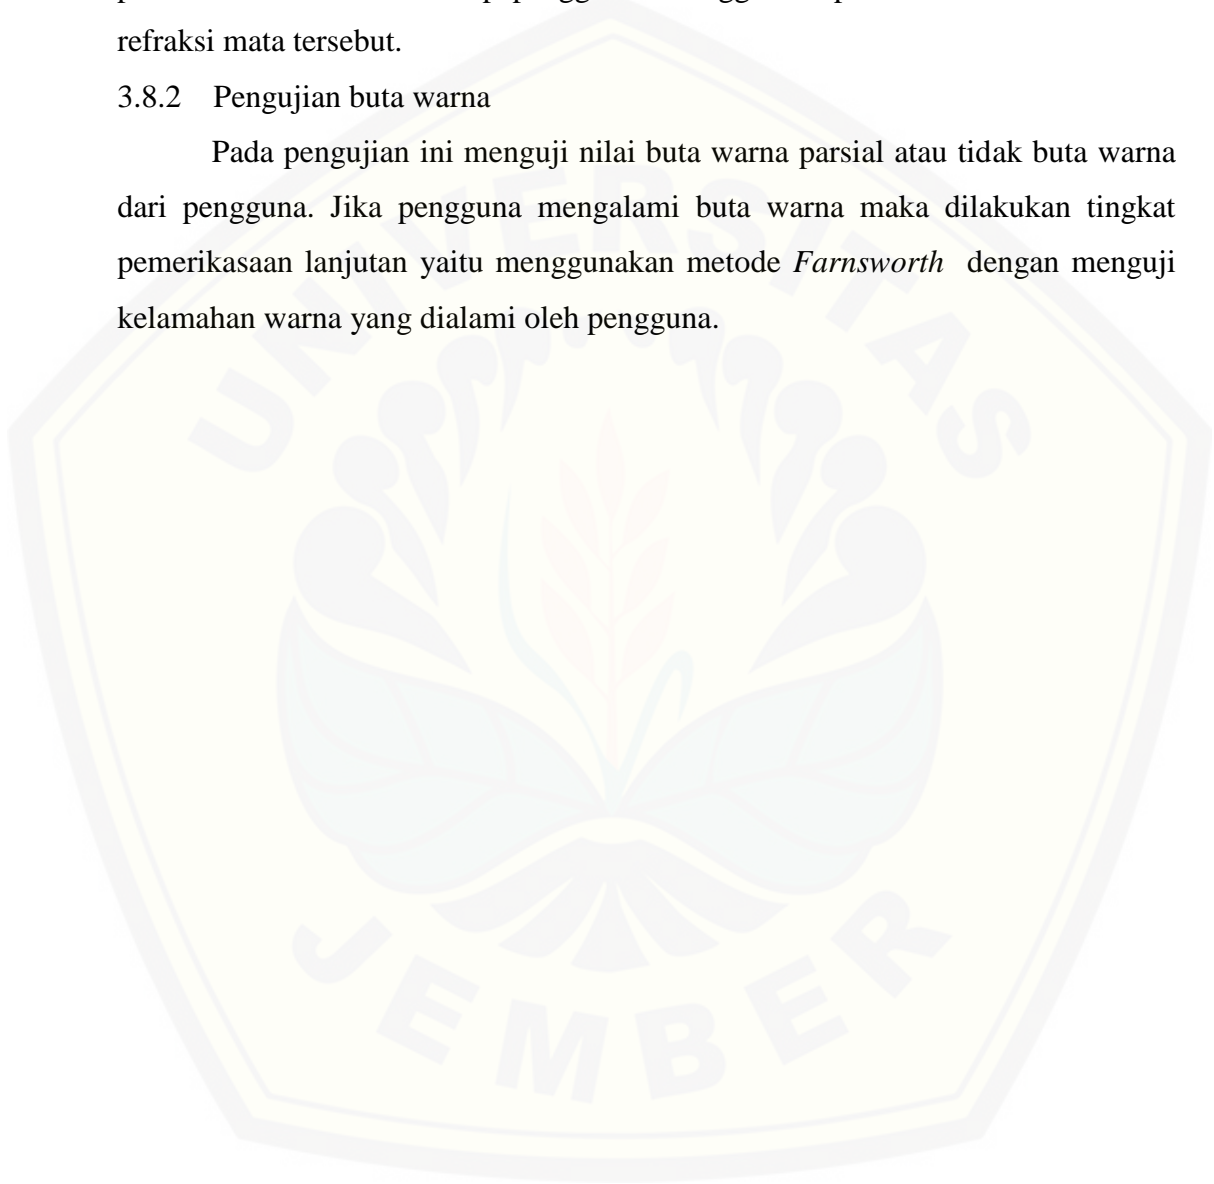 refraksi mata tersebut.
3.8.2 Pengujian buta warna
Pada pengujian ini menguji nilai buta warna parsial atau tidak buta warna
dari pengguna. Jika pengguna mengalami buta warna maka dilakukan tingkat
pemerikasaan lanjutan yaitu menggunakan metode Farnsworth dengan menguji
kelamahan warna yang dialami oleh pengguna.
UNIVERSITAS
JEMBER